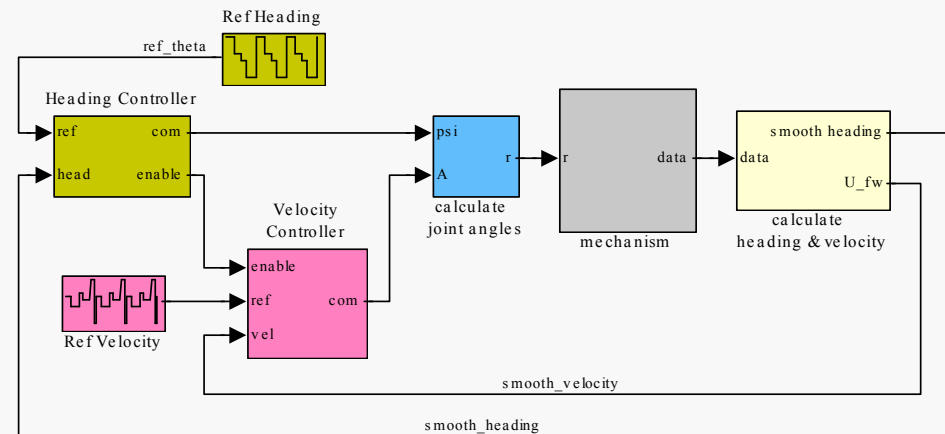 Ref Heading
ref_theta
Heading Controller
ref
com
head
enable
psi
A
r
calculate
joint angles
r
data
mechanism
data
smooth heading
U_fw
calculate
heading & velocity
Velocity
Controller
enable
ref
com
vel
Ref Velocity
smooth_velocity
smooth_heading